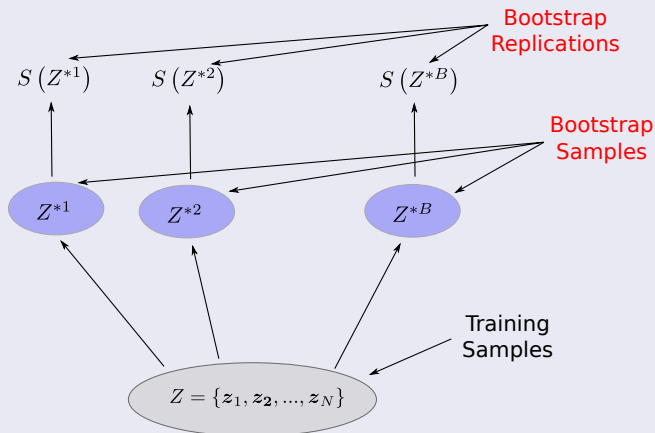 Bootstrap
Replications
S (Z*1) S (Z*2) S (Z*B)
Bootstrap
Samples
Z*1 Z*2 Z*B
Training
Samples
Z = {z1, z2, ..., zN}